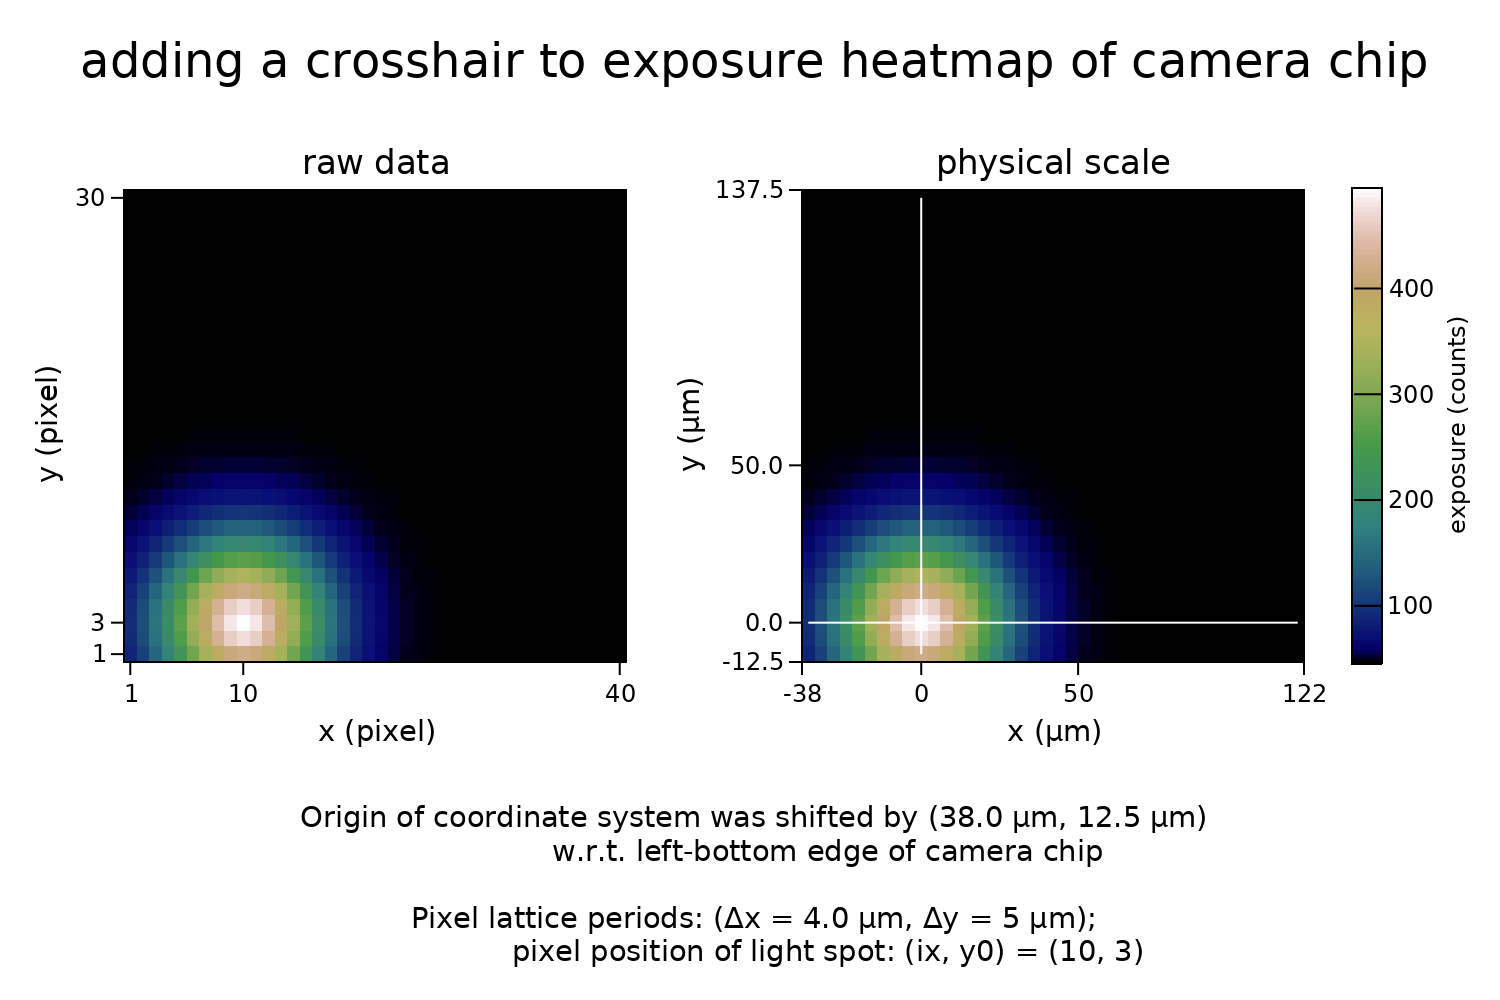 adding a crosshair to exposure heatmap of camera chip
raw data
30
3
1
y (pixel)
1 10 40
x (pixel)
physical scale
137.5
50.0
0.0
-12.5
y (μm)
-38 0 50 122
x (μm)
400
300
200
100
exposure (counts)
Origin of coordinate system was shifted by (38.0 μm, 12.5 μm)
w.r.t. left-bottom edge of camera chip
Pixel lattice periods: (Δx = 4.0 μm, Δy = 5 μm);
pixel position of light spot: (ix, y0) = (10, 3)